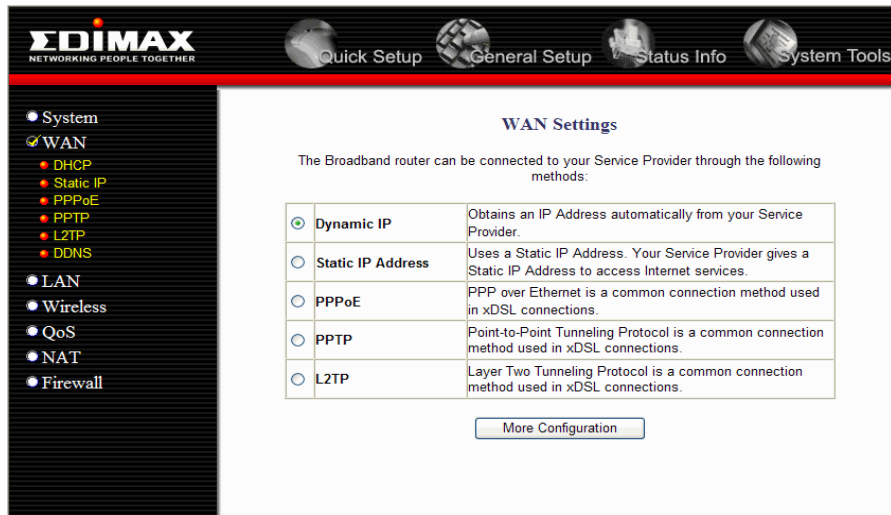 EDIMAX
NETWORKING PEOPLE TOGETHER
Quick Setup
General Setup
Status Info
System Tools
System
WAN
DHCP
Static IP
PPPoE
PPTP
L2TP
DDNS
LAN
Wireless
QoS
NAT
Firewall
WAN Settings
The Broadband router can be connected to your Service Provider through the following
methods:
Dynamic IP
Obtains an IP Address automatically from your Service
Provider.
Static IP Address
Uses a Static IP Address. Your Service Provider gives a
Static IP Address to access Internet services.
PPPoE
PPP over Ethernet is a common connection method used
in xDSL connections.
PPTP
Point-to-Point Tunneling Protocol is a common connection
method used in xDSL connections.
L2TP
Layer Two Tunneling Protocol is a common connection
method used in xDSL connections.
More Configuration